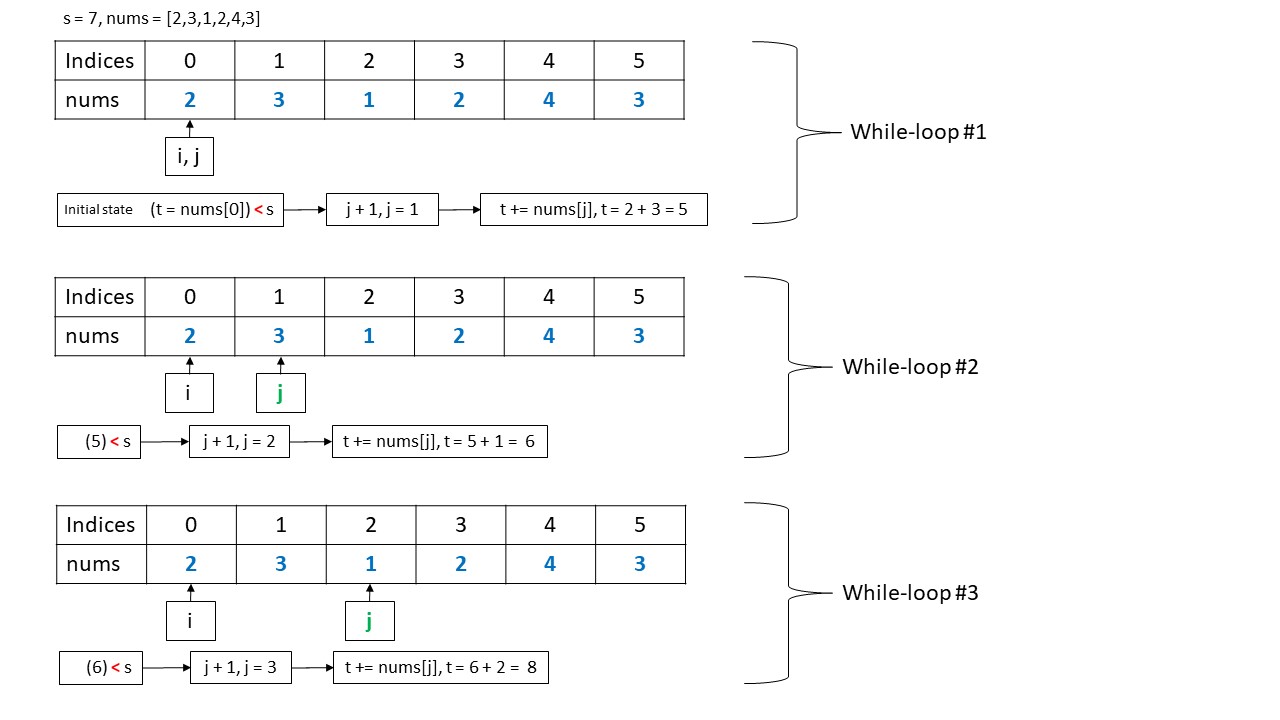 s = 7, nums = [2,3,1,2,4,3]
Indices 0 1 2 3 4 5
nums 2 3 1 2 4 3
i, j
While-loop #1
Initial state (t = nums[0]) < s j + 1, j = 1 t += nums[j], t = 2 + 3 = 5
Indices 0 1 2 3 4 5
nums 2 3 1 2 4 3
i j
While-loop #2
(5) < s j + 1, j = 2 t += nums[j], t = 5 + 1 = 6
Indices 0 1 2 3 4 5
nums 2 3 1 2 4 3
i j
While-loop #3
(6) < s j + 1, j = 3 t += nums[j], t = 6 + 2 = 8